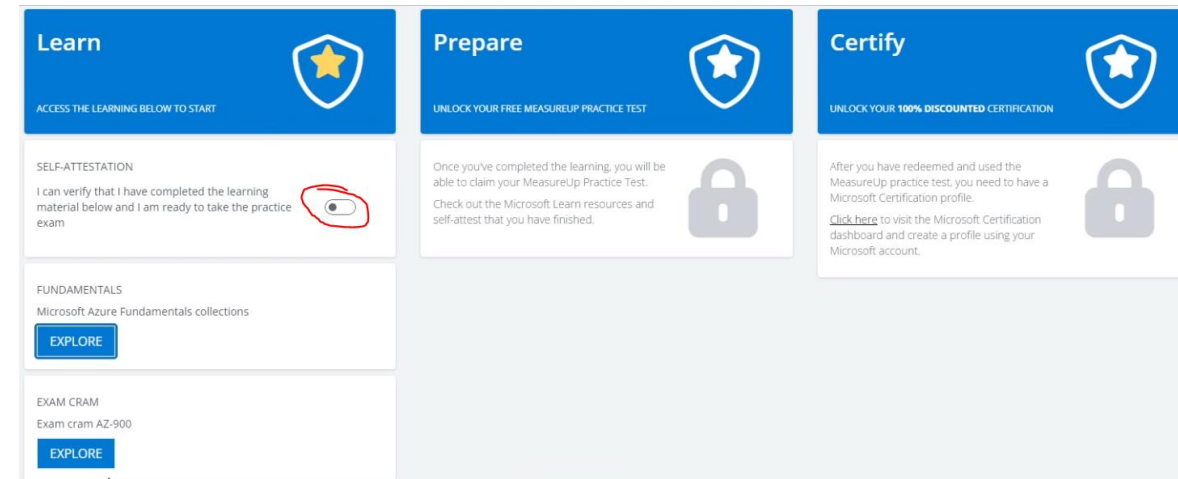 Learn
ACCESS THE LEARNING BELOW TO START
SELF-ATTESTATION
I can verify that I have completed the learning
material below and I am ready to take the practice
exam
FUNDAMENTALS
Microsoft Azure Fundamentals collections
EXPLORE
EXAM CRAM
Exam cram AZ-900
EXPLORE
Prepare
UNLOCK YOUR FREE MEASUREUP PRACTICE TEST
Once you've completed the learning, you will be
able to claim your MeasureUp Practice Test.
Check out the Microsoft Learn resources and
self-attest that you have finished.
Certify
UNLOCK YOUR 100% DISCOUNTED CERTIFICATION
After you have redeemed and used the
MeasureUp practice test, you need to have a
Microsoft Certification profile.
Click here to visit the Microsoft Certification
dashboard and create a profile using your
Microsoft account.